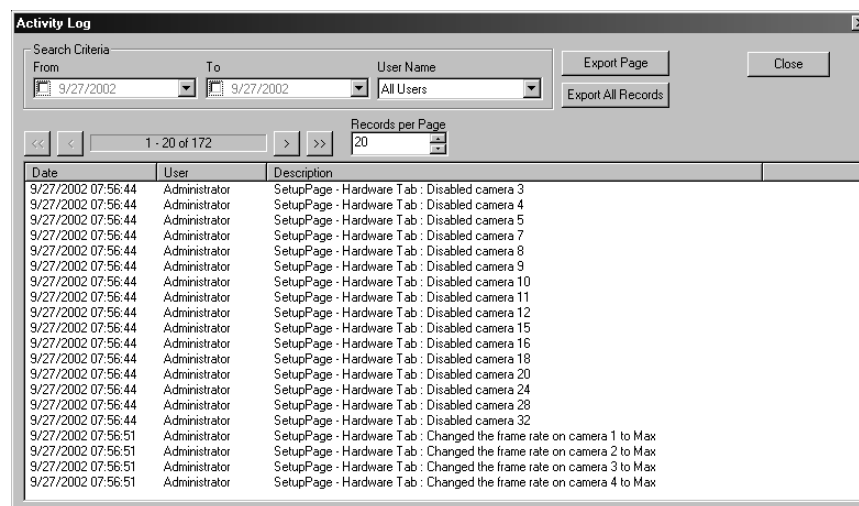 Activity Log
Search Criteria
From To User Name
9/27/2002 9/27/2002 All Users
Export Page Close
Export All Records
Records per Page
<< < 1 - 20 of 172 > >> 20
Date User Description
9/27/2002 07:56:44 Administrator SetupPage - Hardware Tab : Disabled camera 3
9/27/2002 07:56:44 Administrator SetupPage - Hardware Tab : Disabled camera 4
9/27/2002 07:56:44 Administrator SetupPage - Hardware Tab : Disabled camera 5
9/27/2002 07:56:44 Administrator SetupPage - Hardware Tab : Disabled camera 7
9/27/2002 07:56:44 Administrator SetupPage - Hardware Tab : Disabled camera 8
9/27/2002 07:56:44 Administrator SetupPage - Hardware Tab : Disabled camera 9
9/27/2002 07:56:44 Administrator SetupPage - Hardware Tab : Disabled camera 10
9/27/2002 07:56:44 Administrator SetupPage - Hardware Tab : Disabled camera 11
9/27/2002 07:56:44 Administrator SetupPage - Hardware Tab : Disabled camera 12
9/27/2002 07:56:44 Administrator SetupPage - Hardware Tab : Disabled camera 15
9/27/2002 07:56:44 Administrator SetupPage - Hardware Tab : Disabled camera 16
9/27/2002 07:56:44 Administrator SetupPage - Hardware Tab : Disabled camera 18
9/27/2002 07:56:44 Administrator SetupPage - Hardware Tab : Disabled camera 20
9/27/2002 07:56:44 Administrator SetupPage - Hardware Tab : Disabled camera 24
9/27/2002 07:56:44 Administrator SetupPage - Hardware Tab : Disabled camera 28
9/27/2002 07:56:44 Administrator SetupPage - Hardware Tab : Disabled camera 32
9/27/2002 07:56:51 Administrator SetupPage - Hardware Tab : Changed the frame rate on camera 1 to Max
9/27/2002 07:56:51 Administrator SetupPage - Hardware Tab : Changed the frame rate on camera 2 to Max
9/27/2002 07:56:51 Administrator SetupPage - Hardware Tab : Changed the frame rate on camera 3 to Max
9/27/2002 07:56:51 Administrator SetupPage - Hardware Tab : Changed the frame rate on camera 4 to Max